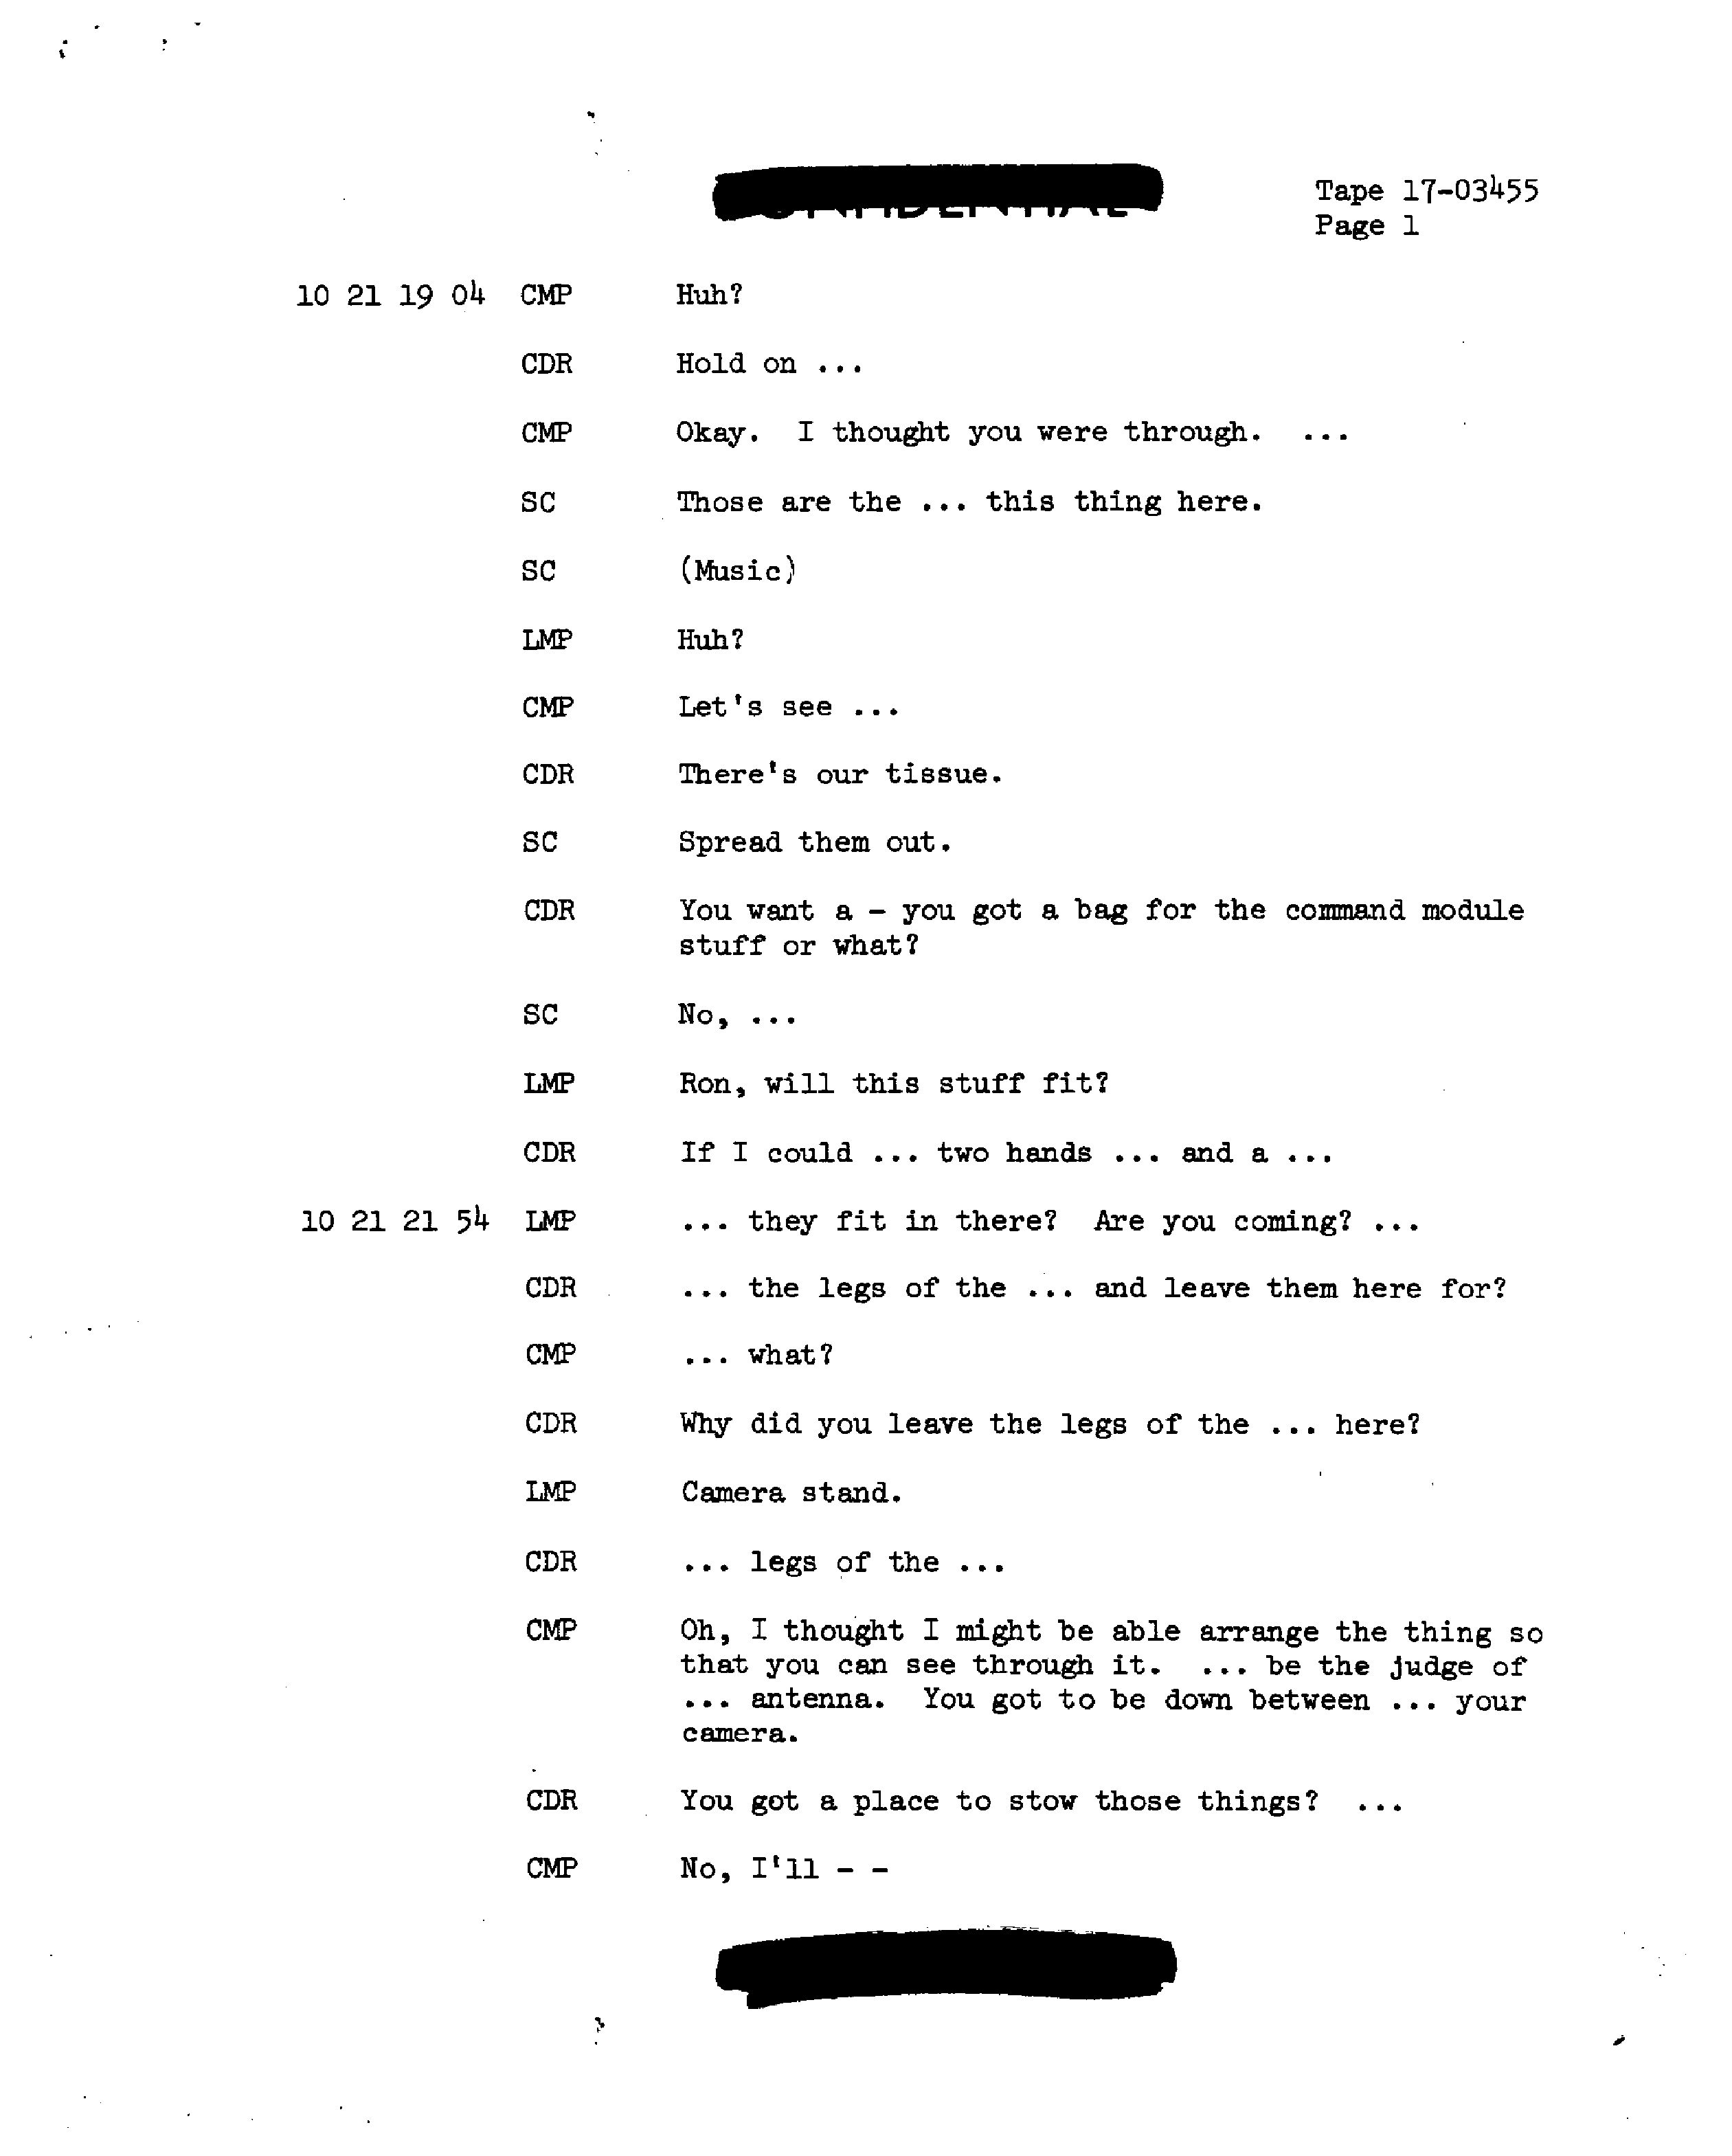 Tape 17-03455
Page 1
10 21 19 04 CMP Huh?
CDR Hold on ...
CMP Okay. I thought you were through. ...
SC Those are the ... this thing here.
SC (Music)
LMP Huh?
CMP Let's see ...
CDR There's our tissue.
SC Spread them out.
CDR You want a - you got a bag for the command module
stuff or what?
SC No, ...
LMP Ron, will this stuff fit?
CDR If I could ... two hands ... and a ...
10 21 21 54 LMP ... they fit in there? Are you coming? ...
CDR ... the legs of the ... and leave them here for?
CMP ... what?
CDR Why did you leave the legs of the ... here?
LMP Camera stand.
CDR ... legs of the ...
CMP Oh, I thought I might be able arrange the thing so
that you can see through it. ... be the judge of
... antenna. You got to be down between ... your
camera.
CDR You got a place to stow those things? ...
CMP No, I'll - -